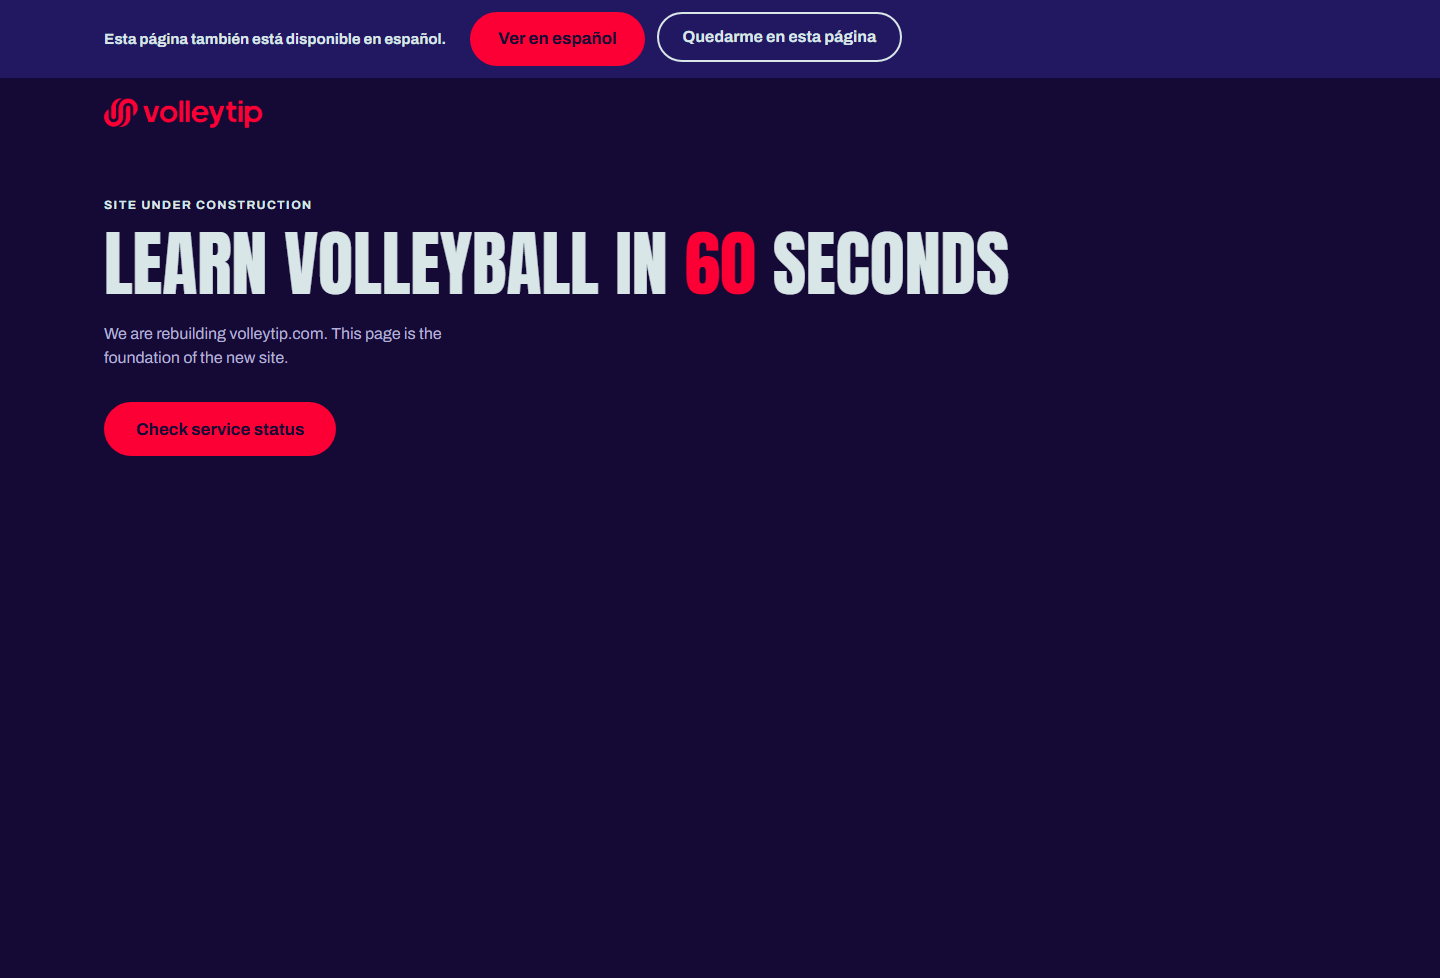 Esta página también está disponible en español. Ver en español Quedarme en esta página
volleytip
SITE UNDER CONSTRUCTION
LEARN VOLLEYBALL IN 60 SECONDS
We are rebuilding volleytip.com. This page is the
foundation of the new site.
Check service status